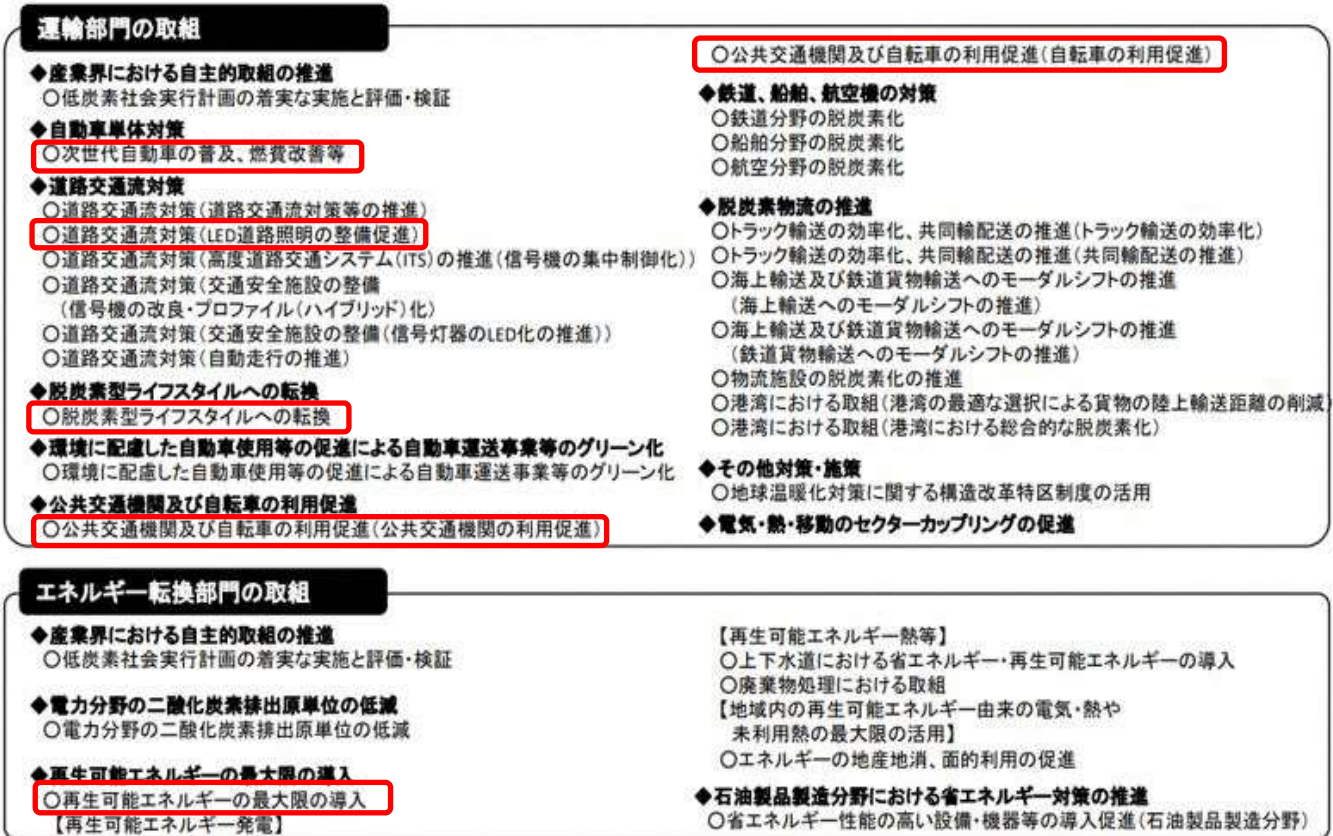 運輸部門の取組
◆産業界における自主的取組の推進
○低炭素社会実行計画の着実な実施と評価・検証
◆自動車単体対策
○次世代自動車の普及、燃費改善等
◆道路交通流対策
○道路交通流対策(道路交通流対策等の推進)
○道路交通流対策(LED道路照明の整備促進)
○道路交通流対策(高度道路交通システム(ITS)の推進(信号機の集中制御化))
○道路交通流対策(交通安全施設の整備
(信号機の改良・プロファイル(ハイブリッド)化)
○道路交通流対策(交通安全施設の整備(信号灯器のLED化の推進))
○道路交通流対策(自動走行の推進)
◆脱炭素型ライフスタイルへの転換
○脱炭素型ライフスタイルへの転換
◆環境に配慮した自動車使用等の促進による自動車運送事業等のグリーン化
○環境に配慮した自動車使用等の促進による自動車運送事業等のグリーン化
◆公共交通機関及び自転車の利用促進
○公共交通機関及び自転車の利用促進(公共交通機関の利用促進)
○公共交通機関及び自転車の利用促進(自転車の利用促進)
◆鉄道、船舶、航空機の対策
○鉄道分野の脱炭素化
○船舶分野の脱炭素化
○航空分野の脱炭素化
◆脱炭素物流の推進
○トラック輸送の効率化、共同輸配送の推進(トラック輸送の効率化)
○トラック輸送の効率化、共同輸配送の推進(共同輸配送の推進)
○海上輸送及び鉄道貨物輸送へのモーダルシフトの推進
(海上輸送へのモーダルシフトの推進)
○海上輸送及び鉄道貨物輸送へのモーダルシフトの推進
(鉄道貨物輸送へのモーダルシフトの推進)
○物流施設の脱炭素化の推進
○港湾における取組(港湾の最適な選択による貨物の陸上輸送距離の削減)
○港湾における取組(港湾における総合的な脱炭素化)
◆その他対策・施策
○地球温暖化対策に関する構造改革特区制度の活用
◆電気・熱・移動のセクターカップリングの促進
エネルギー転換部門の取組
◆産業界における自主的取組の推進
○低炭素社会実行計画の着実な実施と評価・検証
◆電力分野の二酸化炭素排出原単位の低減
○電力分野の二酸化炭素排出原単位の低減
◆再生可能エネルギーの最大限の導入
○再生可能エネルギーの最大限の導入
【再生可能エネルギー発電】
【再生可能エネルギー熱等】
○上下水道における省エネルギー・再生可能エネルギーの導入
○廃棄物処理における取組
【地域内の再生可能エネルギー由来の電気・熱や
未利用熱の最大限の活用】
○エネルギーの地産地消、面的利用の促進
◆石油製品製造分野における省エネルギー対策の推進
○省エネルギー性能の高い設備・機器等の導入促進(石油製品製造分野)